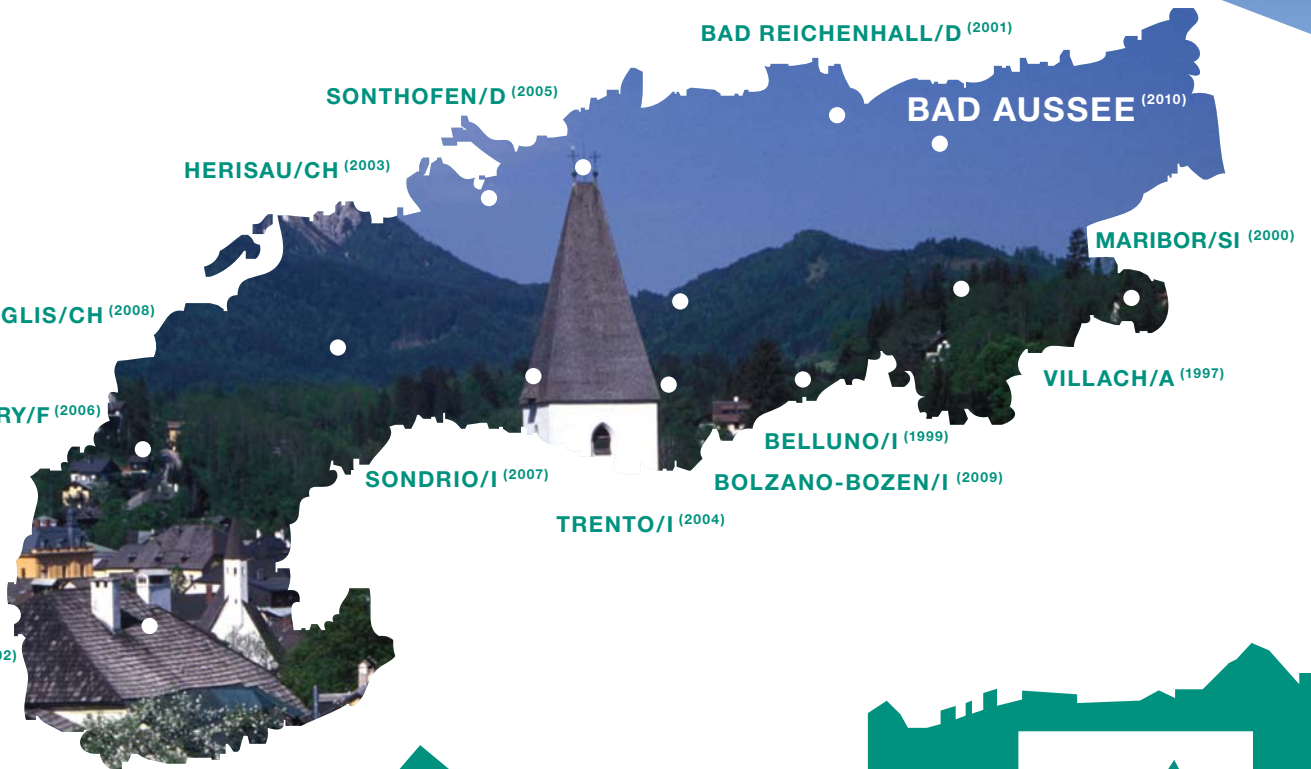 BAD REICHENHALL/D (2001)
SONTHOFEN/D (2005)
BAD AUSSEE (2010)
HERISAU/CH (2003)
MARIBOR/SI (2000)
GLIS/CH (2008)
VILLACH/A (1997)
RY/F (2006)
BELLUNO/I (1999)
SONDRIO/I (2007)
BOLZANO-BOZEN/I (2009)
TRENTO/I (2004)
02)